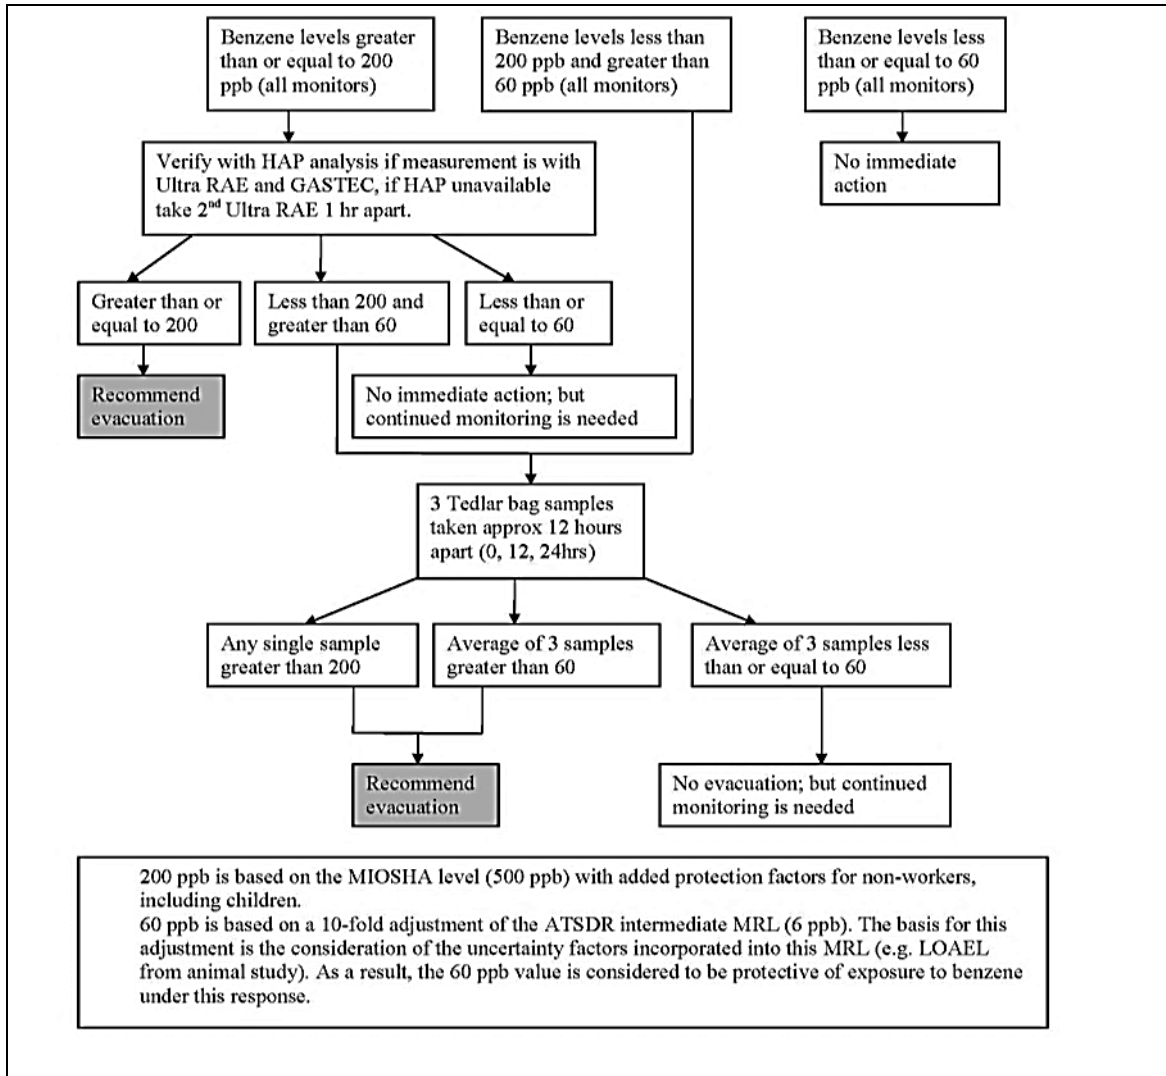 Benzene levels greater
than or equal to 200
ppb (all monitors)
Benzene levels less than
200 ppb and greater than
60 ppb (all monitors)
Benzene levels less
than or equal to 60
ppb (all monitors)
Verify with HAP analysis if measurement is with
Ultra RAE and GASTEC, if HAP unavailable
take 2nd Ultra RAE 1 hr apart.
No immediate
action
Greater than or
equal to 200
Less than 200 and
greater than 60
Less than or
equal to 60
Recommend
evacuation
No immediate action; but
continued monitoring is needed
3 Tedlar bag samples
taken approx 12 hours
apart (0, 12, 24hrs)
Any single sample
greater than 200
Average of 3 samples
greater than 60
Average of 3 samples less
than or equal to 60
Recommend
evacuation
No evacuation; but continued
monitoring is needed
200 ppb is based on the MIOSHA level (500 ppb) with added protection factors for non-workers,
including children.
60 ppb is based on a 10-fold adjustment of the ATSDR intermediate MRL (6 ppb). The basis for this
adjustment is the consideration of the uncertainty factors incorporated into this MRL (e.g. LOAEL
from animal study). As a result, the 60 ppb value is considered to be protective of exposure to benzene
under this response.